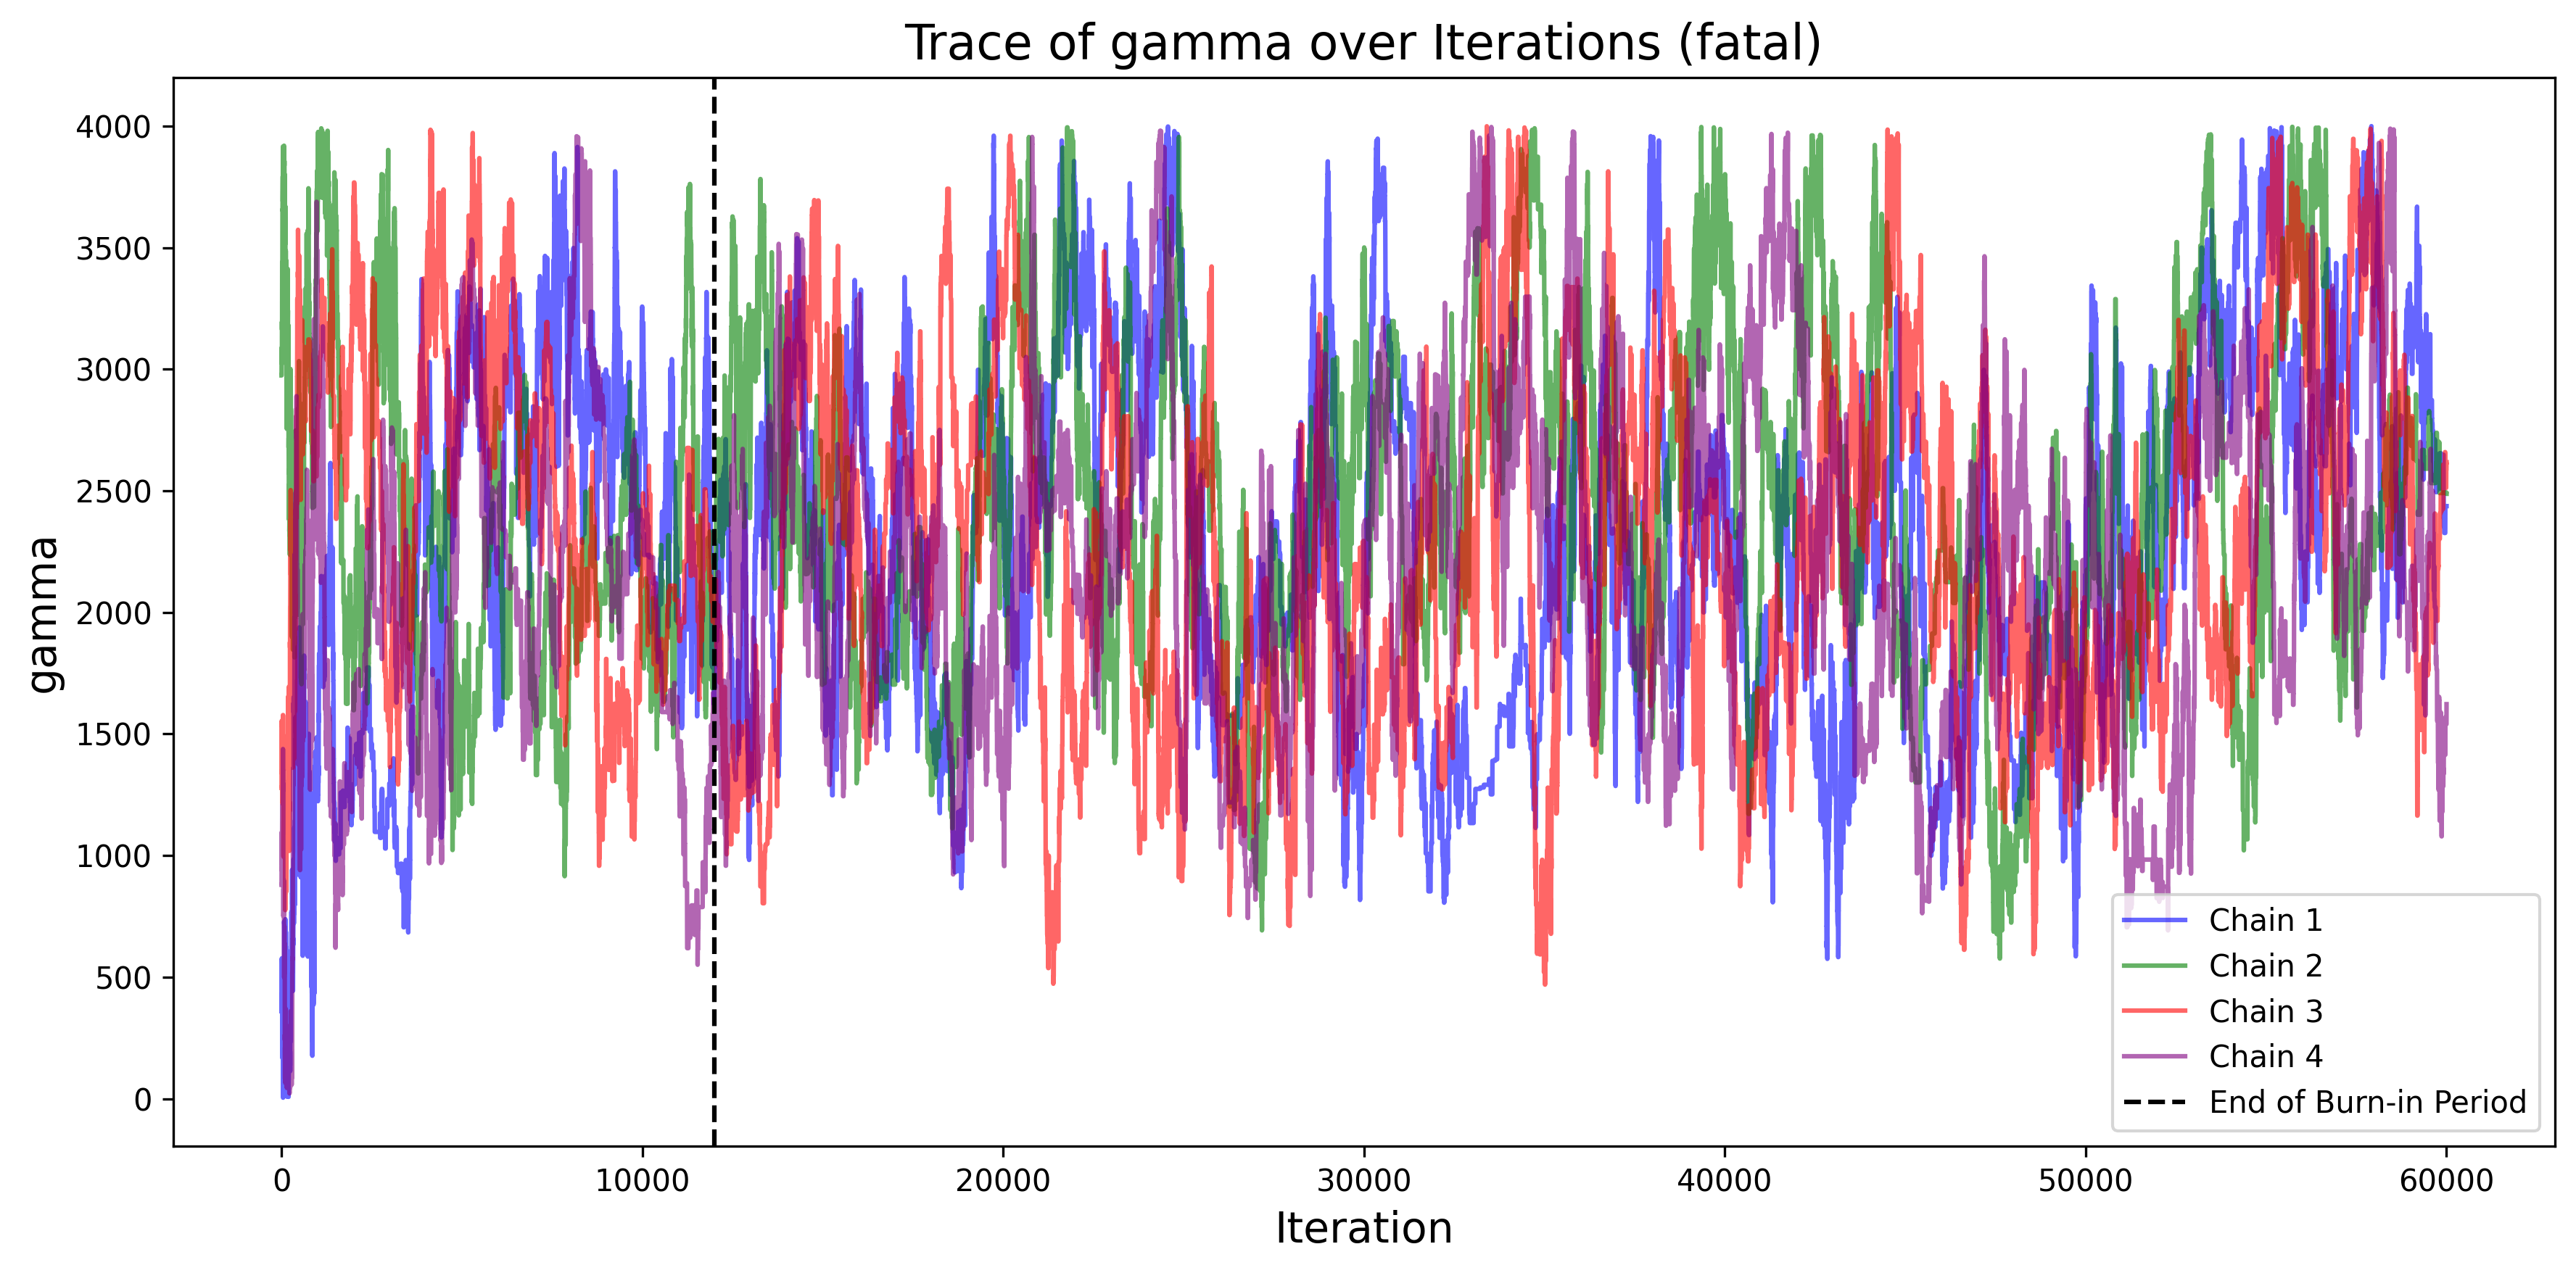 Trace of gamma over Iterations (fatal)
gamma
4000
3500
3000
2500
2000
1500
1000
500
0
0 10000 20000 30000 40000 50000 60000
Iteration
Chain 1
Chain 2
Chain 3
Chain 4
End of Burn-in Period